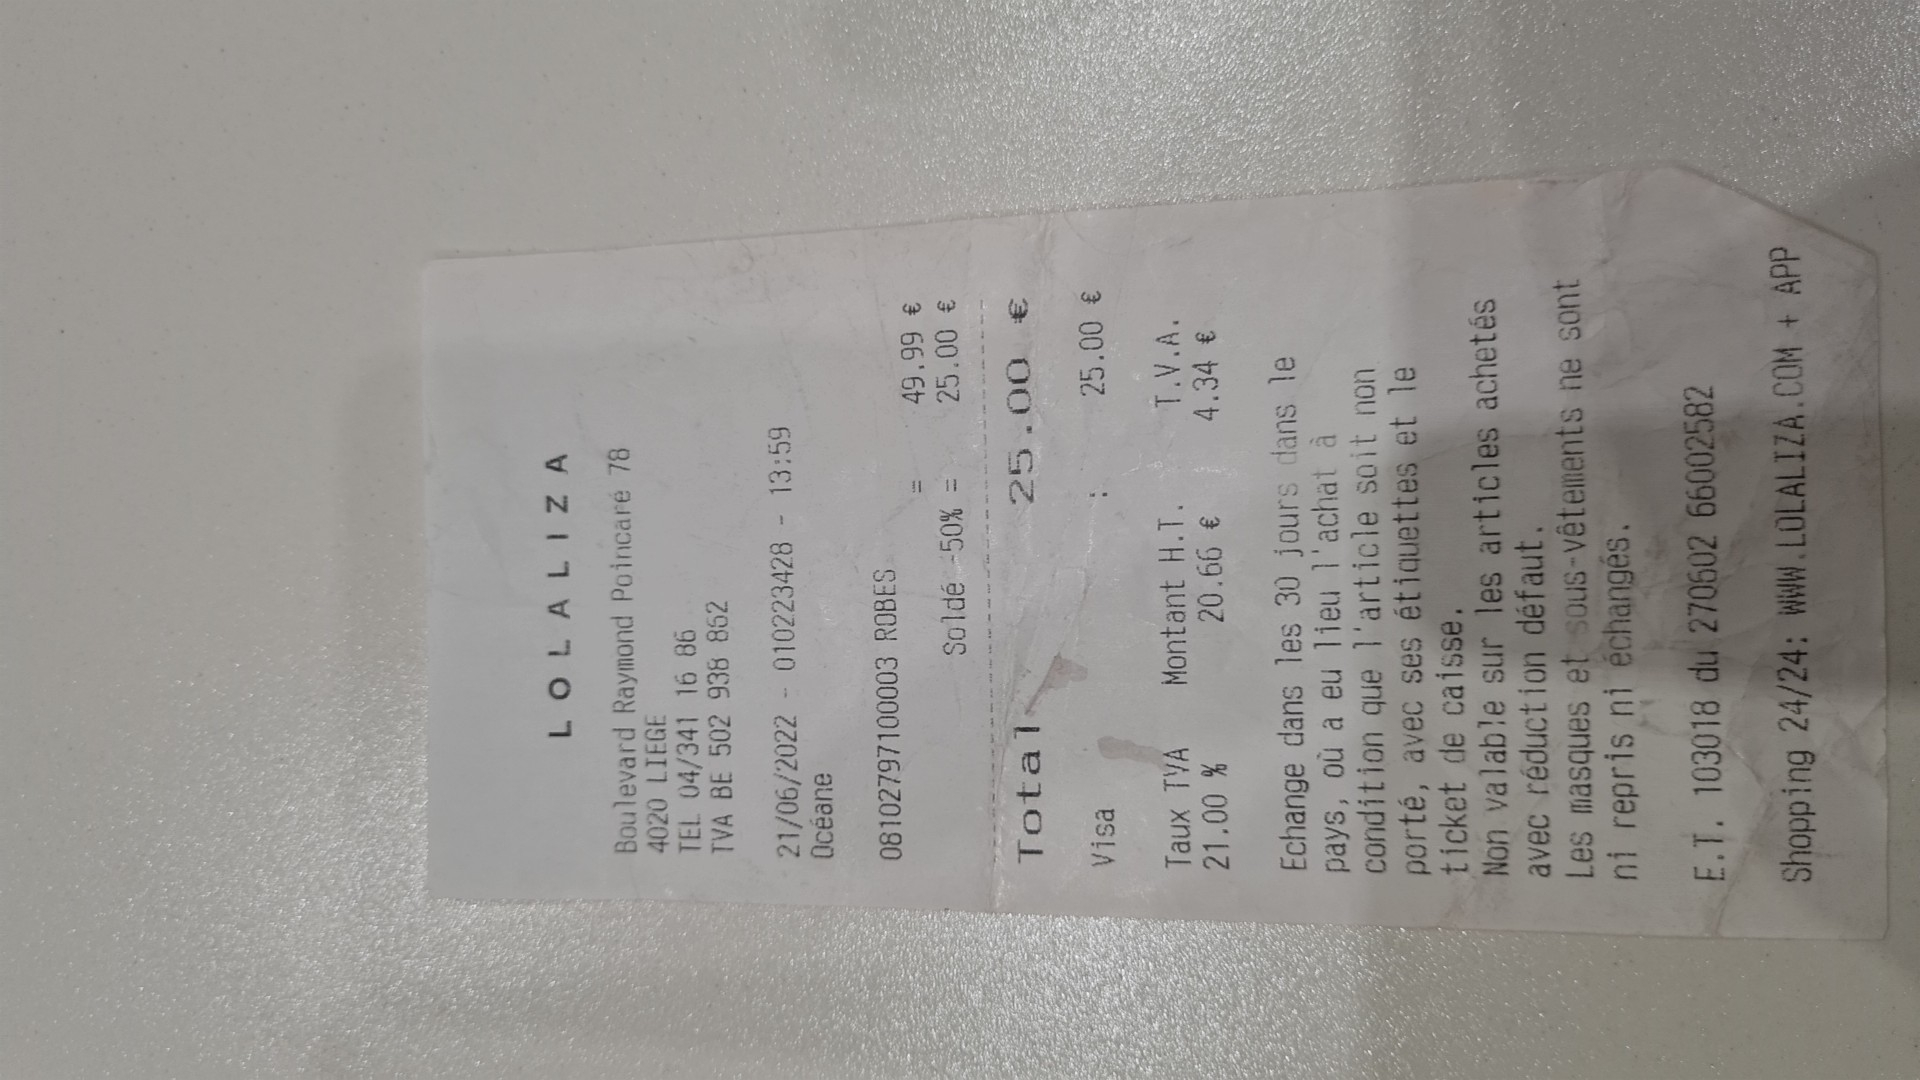 LOLALIZA
Boulevard Raymond Poincaré 78
4020 LIEGE
TEL 04/341 16 86
TVA BE 502 938 852
21/06/2022 - 010223428 - 13:59
Océane
08102797100003 ROBES
= 49.99 €
Soldé -50% = 25.00 €
Total 25.00 €
Visa : 25.00 €
Taux TVA Montant H.T. T.V.A.
21.00 % 20.66 € 4.34 €
Echange dans les 30 jours dans le
pays, où a eu lieu l'achat à
condition que l'article soit non
porté, avec ses étiquettes et le
ticket de caisse.
Non valable sur les articles achetés
avec réduction défaut.
Les masques et sous-vêtements ne sont
ni repris ni échangés.
E.T. 103018 du 270602 66002582
Shopping 24/24: WWW.LOLALIZA.COM + APP